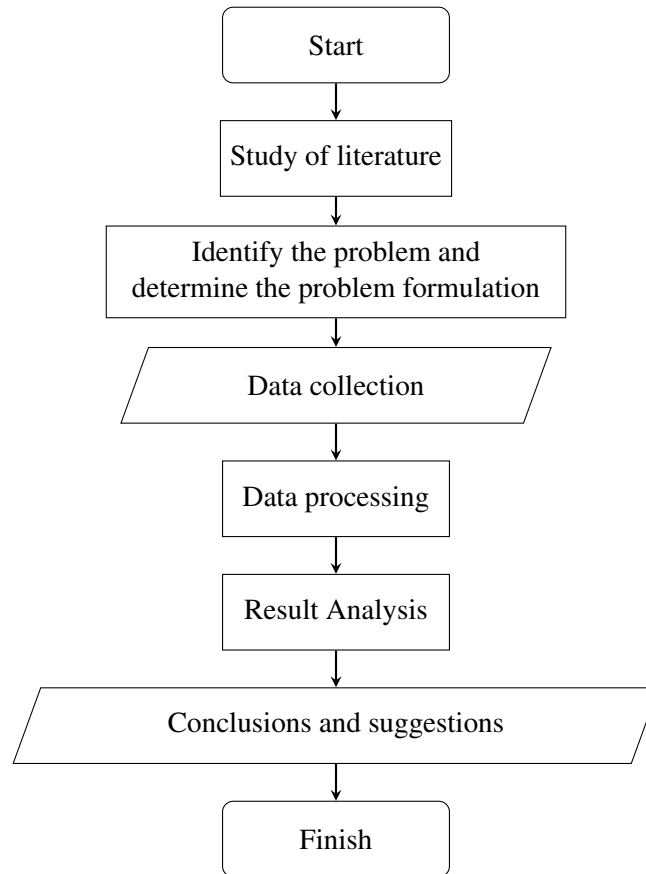 Start
Study of literature
Identify the problem and
determine the problem formulation
Data collection
Data processing
Result Analysis
Conclusions and suggestions
Finish